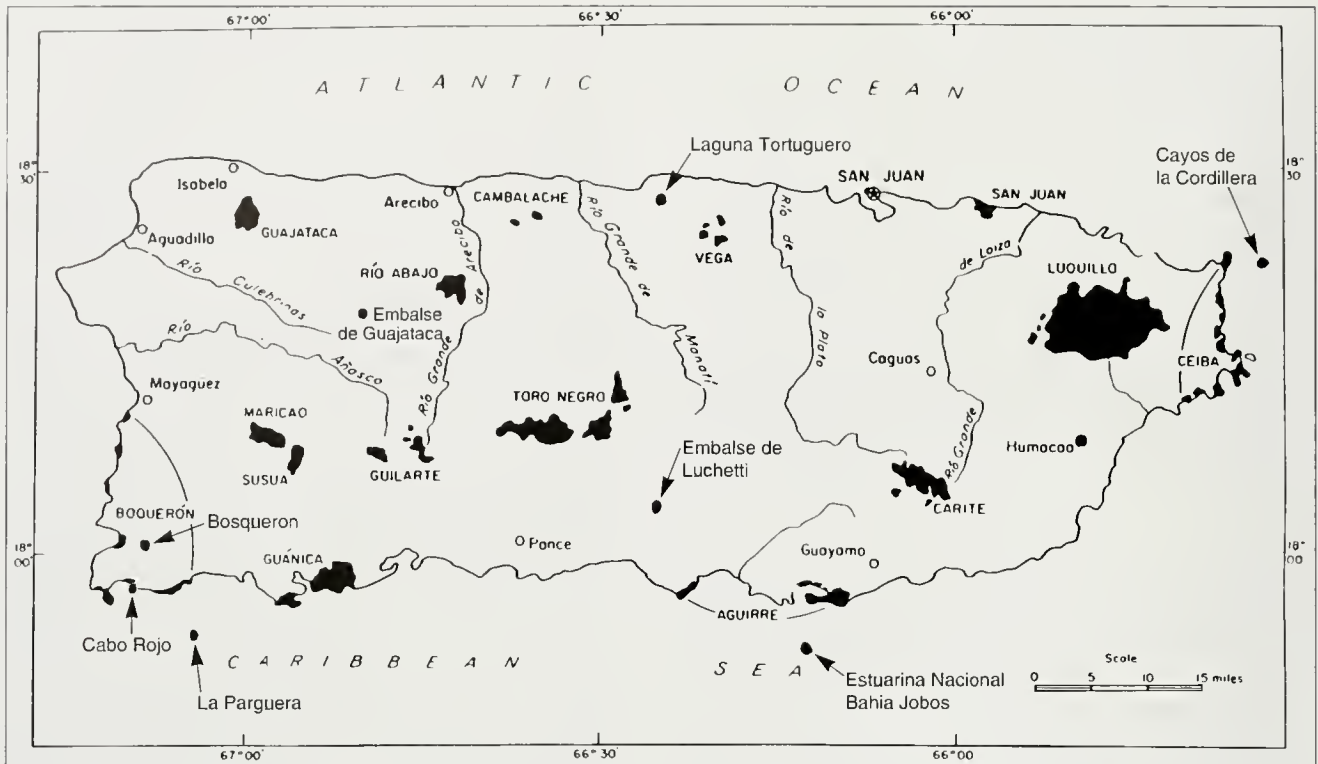 67°00'
66°30'
66°00'
ATLANTIC OCEAN
18°
30'
18°
30'
Laguna Tortuguero
Cayos de
la Cordillera
Isabela
Arecibo
CAMBALACHE
SAN JUAN
SAN JUAN
GUAJATACA
Aguadilla
Río Culebrinas
RÍO ABAJO
Río Grande de Arecibo
Río Grande de Manatí
VEGA
Río de la Plata
Río Grande de Loiza
LUQUILLO
Embalse
de Guajataca
Río Añasco
Caguas
CEIBA
Mayagüez
MARICAO
TORO NEGRO
SUSUA
GUILARTE
Embalse de
Luchetti
Humacao
CARITE
BOQUERÓN
Bosqueron
18°
00'
GUÁNICA
Ponce
Guayama
18°
00'
AGUIRRE
Cabo Rojo
La Parguera
CARIBBEAN SEA
Estuarina Nacional
Bahia Jobos
Scale
0 5 10 15 miles
67°00'
66°30'
66°00'